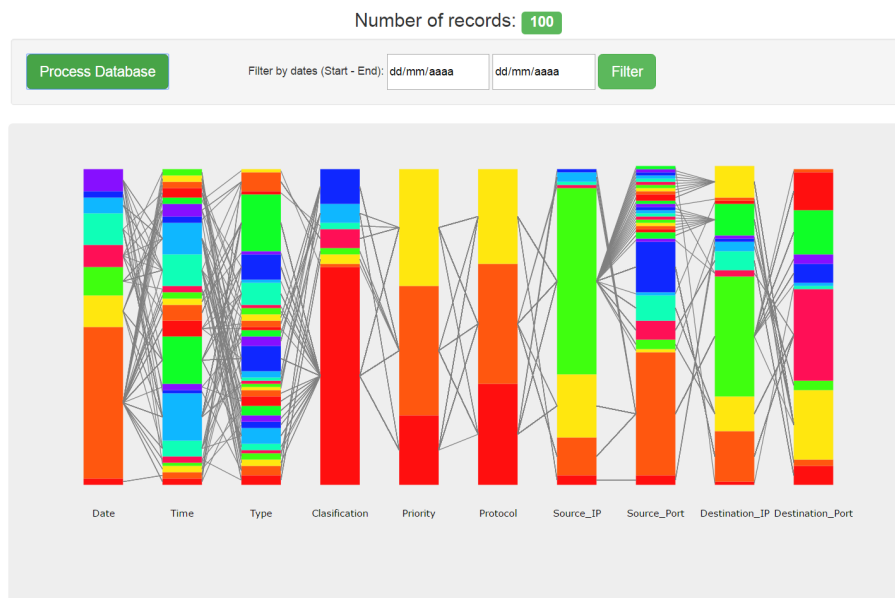 Number of records: 100
Process Database
Filter by dates (Start - End): dd/mm/aaaa dd/mm/aaaa Filter
Date Time Type Clasification Priority Protocol Source_IP Source_Port Destination_IP Destination_Port